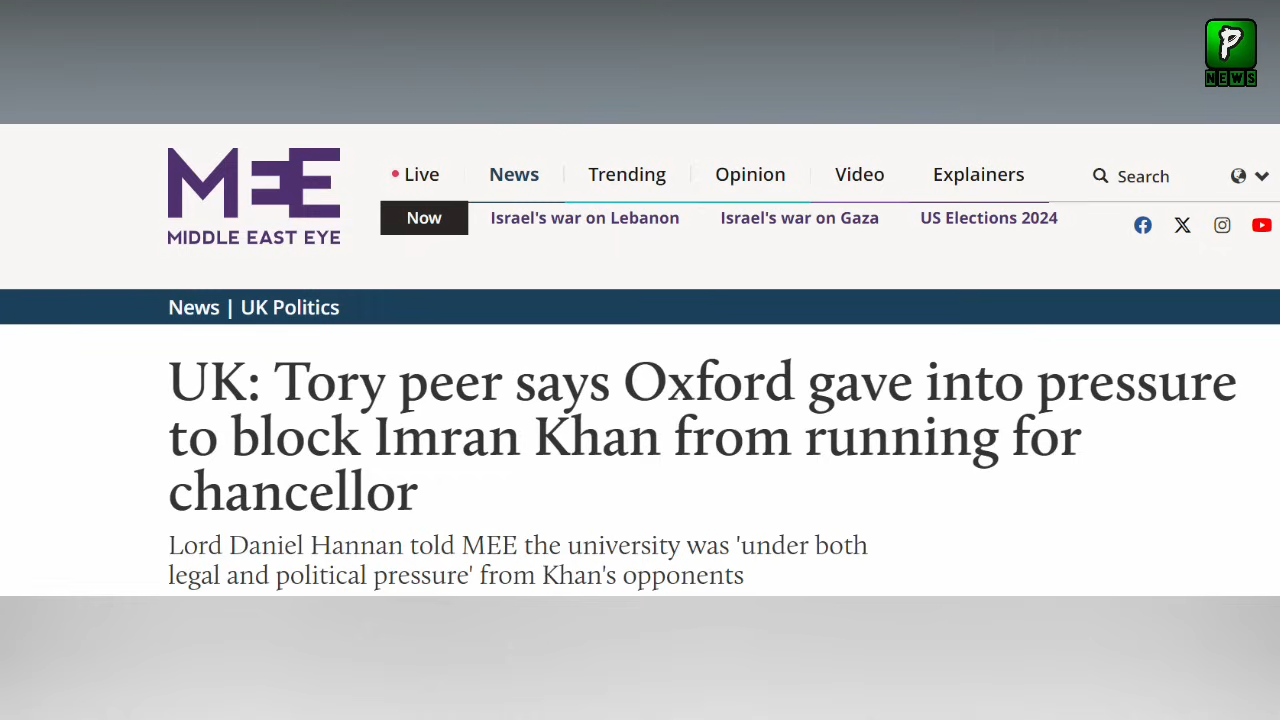 P
NEWS
MEE
MIDDLE EAST EYE
Live News Trending Opinion Video Explainers Search
Now Israel's war on Lebanon Israel's war on Gaza US Elections 2024
News | UK Politics
UK: Tory peer says Oxford gave into pressure
to block Imran Khan from running for
chancellor
Lord Daniel Hannan told MEE the university was 'under both
legal and political pressure' from Khan's opponents